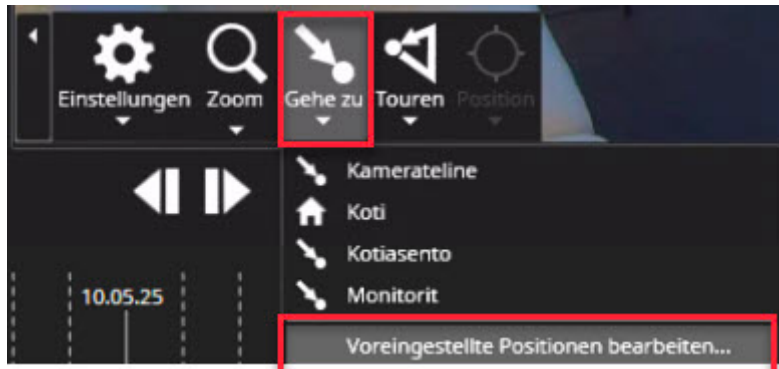 Einstellungen Zoom Gehe zu Touren Position
Kamerateline
Koti
Kotiasento
10.05.25 Monitorit
Voreingestellte Positionen bearbeiten...